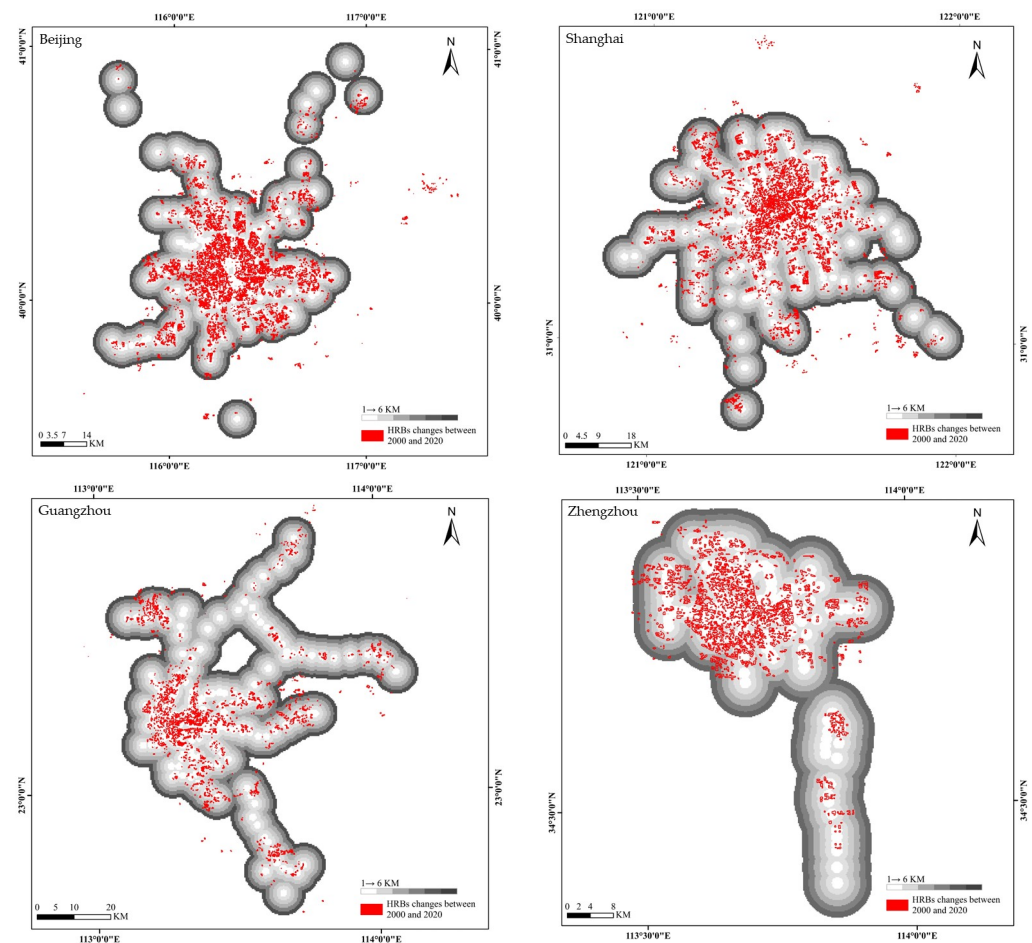 116°0'0"E 117°0'0"E
Beijing
N
41°0'0"N
41°0'0"N
40°0'0"N
40°0'0"N
1→ 6 KM
HRBs changes between
2000 and 2020
0 3.5 7 14
KM
116°0'0"E 117°0'0"E
121°0'0"E 122°0'0"E
Shanghai
N
31°0'0"N
31°0'0"N
1→ 6 KM
HRBs changes between
2000 and 2020
0 4.5 9 18
KM
121°0'0"E 122°0'0"E
113°0'0"E 114°0'0"E
Guangzhou
N
23°0'0"N
23°0'0"N
1→ 6 KM
HRBs changes between
2000 and 2020
0 5 10 20
KM
113°0'0"E 114°0'0"E
113°30'0"E 114°0'0"E
Zhengzhou
N
34°30'0"N
34°30'0"N
1→ 6 KM
HRBs changes between
2000 and 2020
0 2 4 8
KM
113°30'0"E 114°0'0"E